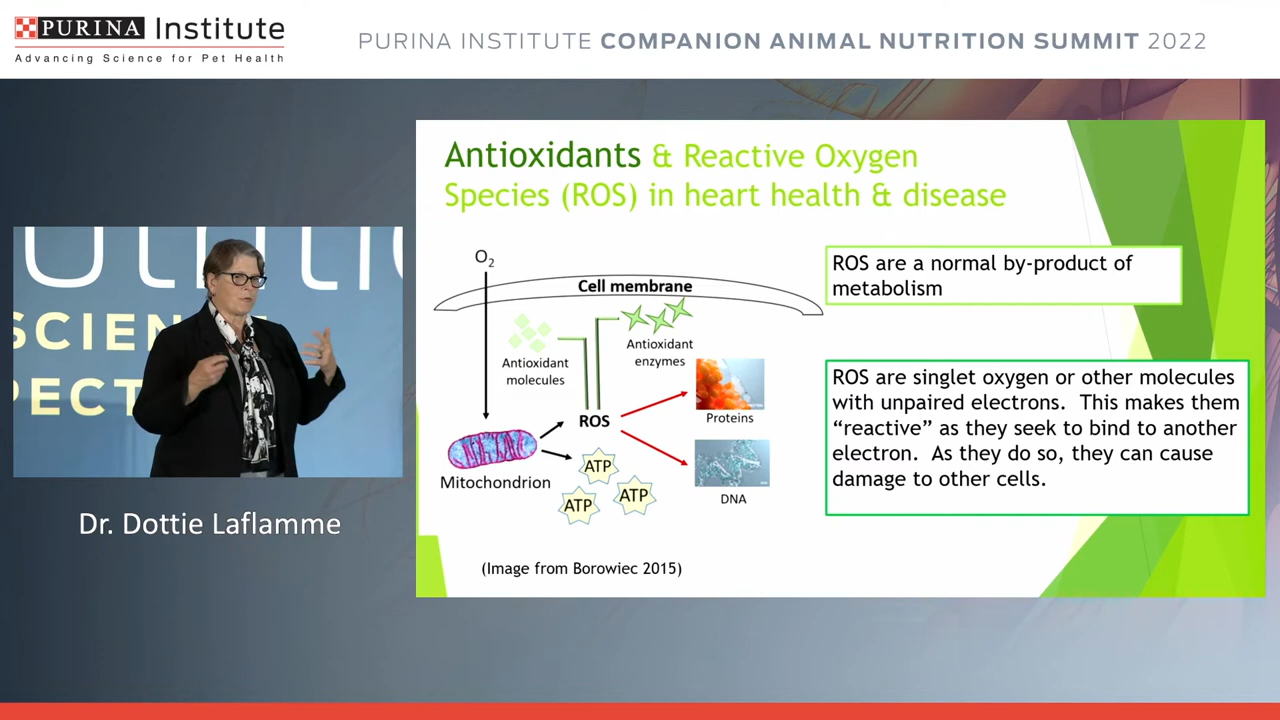 PURINA Institute
Advancing Science for Pet Health
PURINA INSTITUTE COMPANION ANIMAL NUTRITION SUMMIT 2022
SCIEN
PECT
Dr. Dottie Laflamme
Antioxidants & Reactive Oxygen
Species (ROS) in heart health & disease
O₂
Cell membrane
Antioxidant
molecules
Antioxidant
enzymes
ROS
Proteins
DNA
Mitochondrion
ATP
ATP
ATP
(Image from Borowiec 2015)
ROS are a normal by-product of
metabolism
ROS are singlet oxygen or other molecules
with unpaired electrons. This makes them
“reactive” as they seek to bind to another
electron. As they do so, they can cause
damage to other cells.